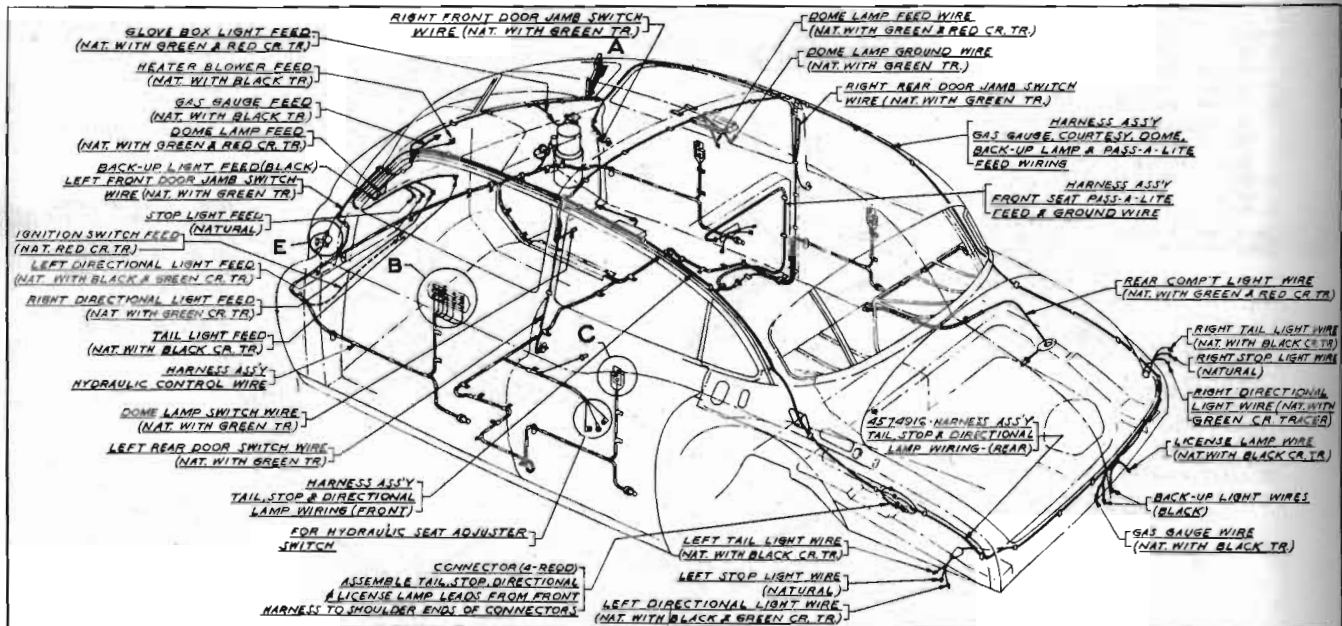 GLOVE BOX LIGHT FEED
(NAT. WITH GREEN & RED CR. TR.)
HEATER BLOWER FEED
(NAT. WITH BLACK TR)
GAS GAUGE FEED
(NAT. WITH BLACK TR)
DOME LAMP FEED
(NAT. WITH GREEN & RED CR. TR)
BACK-UP LIGHT FEED (BLACK)
LEFT FRONT DOOR JAMB SWITCH
WIRE (NAT. WITH GREEN TR)
STOP LIGHT FEED
(NATURAL)
IGNITION SWITCH FEED
(NAT. RED CR. TR.)
LEFT DIRECTIONAL LIGHT FEED
(NAT. WITH BLACK & GREEN CR. TR)
RIGHT DIRECTIONAL LIGHT FEED
(NAT. WITH GREEN CR. TR)
TAIL LIGHT FEED
(NAT. WITH BLACK CR. TR)
HARNESS ASS'Y
HYDRAULIC CONTROL WIRE
DOME LAMP SWITCH WIRE
(NAT. WITH GREEN TR)
LEFT REAR DOOR SWITCH WIRE
(NAT. WITH GREEN TR)
HARNESS ASS'Y
TAIL, STOP & DIRECTIONAL
LAMP WIRING (FRONT)
FOR HYDRAULIC SEAT ADJUSTER
SWITCH
CONNECTOR (4-REQD)
ASSEMBLE TAIL, STOP, DIRECTIONAL
& LICENSE LAMP LEADS FROM FRONT
HARNESS TO SHOULDER ENDS OF CONNECTORS
RIGHT FRONT DOOR JAMB SWITCH
WIRE (NAT. WITH GREEN TR.)
A
E
B
C
DOME LAMP FEED WIRE
(NAT. WITH GREEN & RED CR. TR.)
DOME LAMP GROUND WIRE
(NAT. WITH GREEN TR.)
RIGHT REAR DOOR JAMB SWITCH
WIRE (NAT. WITH GREEN TR.)
HARNESS ASS'Y
GAS GAUGE, COURTESY, DOME,
BACK-UP LAMP & PASS-A-LITE
FEED WIRING
HARNESS ASS'Y
FRONT SEAT PASS-A-LITE
FEED & GROUND WIRE
REAR COMP'T LIGHT WIRE
(NAT. WITH GREEN & RED CR. TR)
RIGHT TAIL LIGHT WIRE
(NAT. WITH BLACK CR. TR)
RIGHT STOP LIGHT WIRE
(NATURAL)
RIGHT DIRECTIONAL
LIGHT WIRE (NAT. WITH
GREEN CR. TRACER)
4574916-HARNESS ASS'Y
TAIL, STOP & DIRECTIONAL
LAMP WIRING-(REAR)
LICENSE LAMP WIRE
(NAT WITH BLACK CR. TR)
BACK-UP LIGHT WIRES
(BLACK)
GAS GAUGE WIRE
(NAT. WITH BLACK TR.)
LEFT TAIL LIGHT WIRE
(NAT. WITH BLACK CR. TR.)
LEFT STOP LIGHT WIRE
(NATURAL)
LEFT DIRECTIONAL LIGHT WIRE
(NAT. WITH BLACK & GREEN CR. TR.)